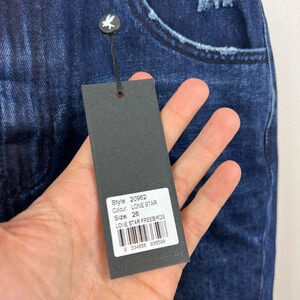 Style: 20962
Colour: LONE STAR
Size: 26
LONE STAR FREEBIRDS